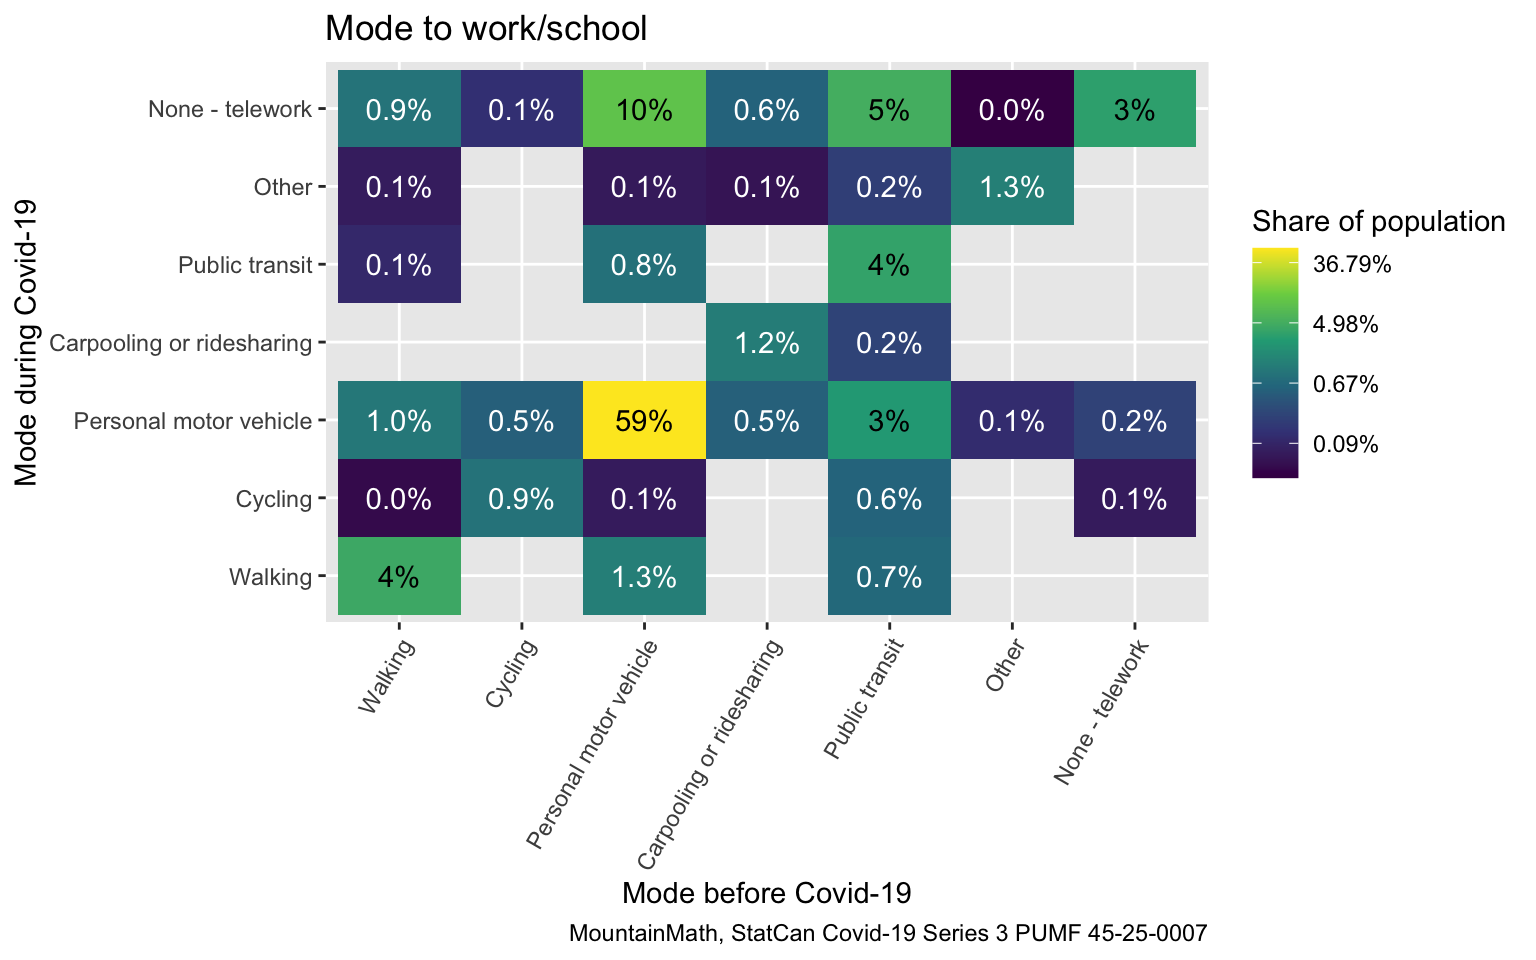 Mode to work/school
Mode during Covid-19
None - telework 0.9% 0.1% 10% 0.6% 5% 0.0% 3%
Other 0.1% 0.1% 0.1% 0.2% 1.3%
Public transit 0.1% 0.8% 4%
Carpooling or ridesharing 1.2% 0.2%
Personal motor vehicle 1.0% 0.5% 59% 0.5% 3% 0.1% 0.2%
Cycling 0.0% 0.9% 0.1% 0.6% 0.1%
Walking 4% 1.3% 0.7%
Walking
Cycling
Personal motor vehicle
Carpooling or ridesharing
Public transit
Other
None - telework
Mode before Covid-19
Share of population
36.79%
4.98%
0.67%
0.09%
MountainMath, StatCan Covid-19 Series 3 PUMF 45-25-0007